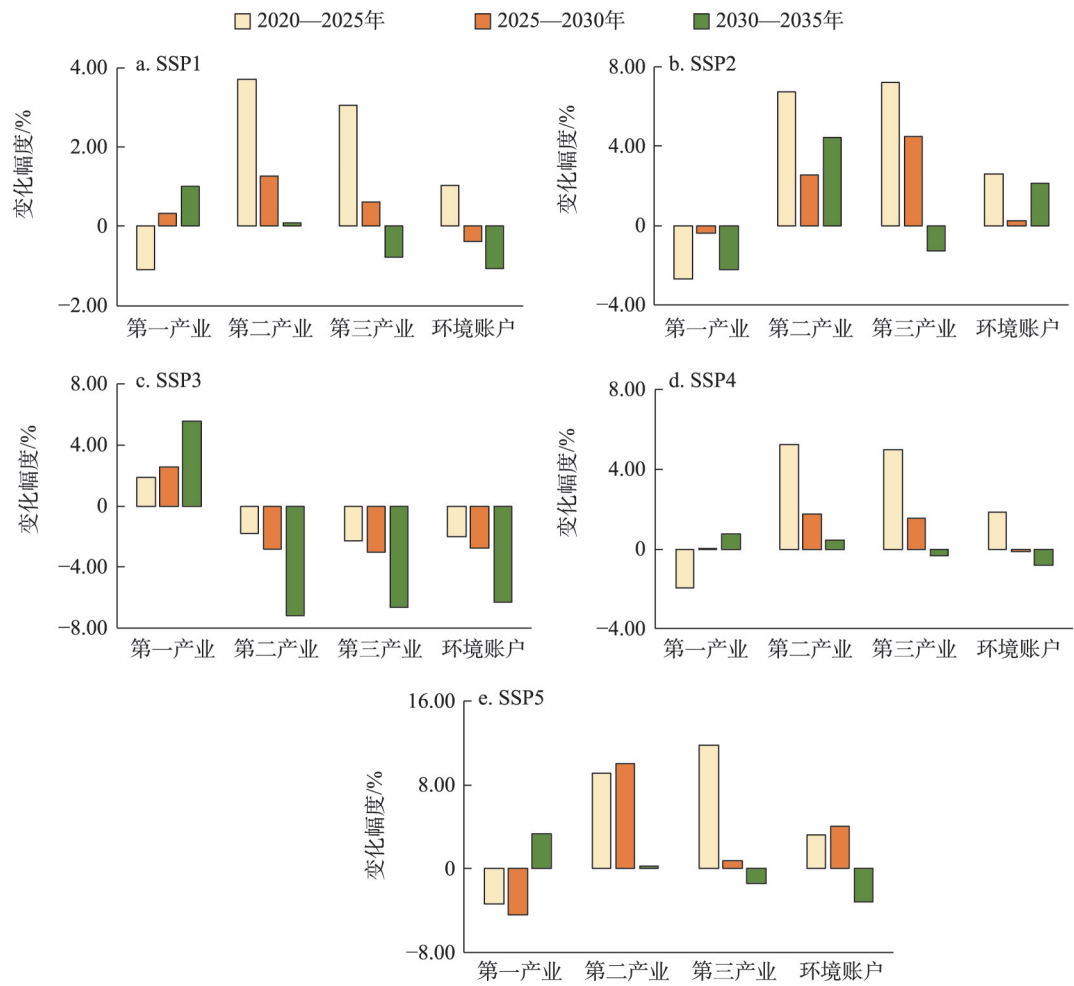 2020—2025年 2025—2030年 2030—2035年
a. SSP1
变化幅度/%
4.00
2.00
0
−2.00
第一产业 第二产业 第三产业 环境账户
b. SSP2
变化幅度/%
8.00
4.00
0
−4.00
第一产业 第二产业 第三产业 环境账户
c. SSP3
变化幅度/%
8.00
4.00
0
−4.00
−8.00
第一产业 第二产业 第三产业 环境账户
d. SSP4
变化幅度/%
8.00
4.00
0
−4.00
第一产业 第二产业 第三产业 环境账户
e. SSP5
变化幅度/%
16.00
8.00
0
−8.00
第一产业 第二产业 第三产业 环境账户